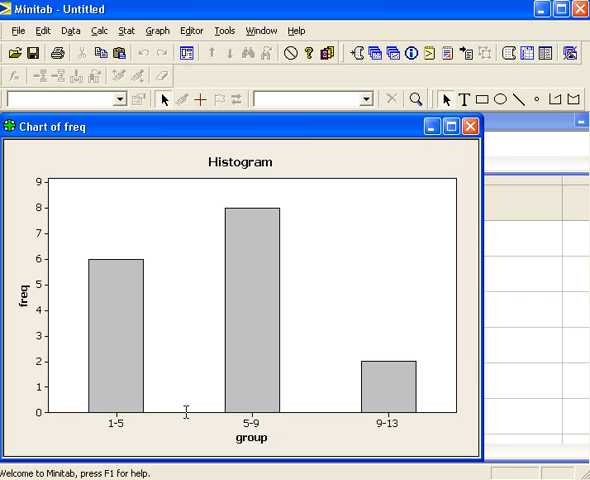 Minitab - Untitled
File Edit Data Calc Stat Graph Editor Tools Window Help
Chart of freq
Histogram
9
8
7
6
5
4
3
2
1
0
freq
1-5 5-9 9-13
group
Welcome to Minitab, press F1 for help.